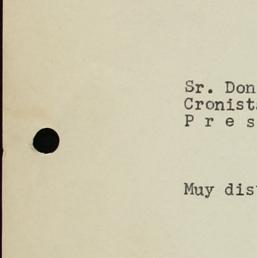 Sr. Don
Cronist
P r e s
Muy dis